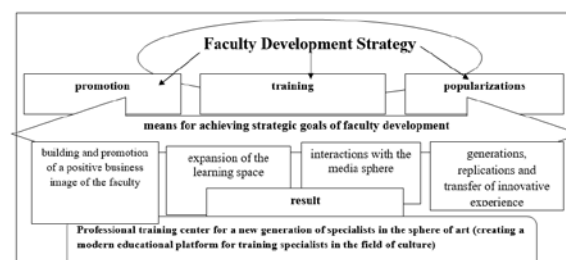 Faculty Development Strategy
promotion
training
popularizations
means for achieving strategic goals of faculty development
building and promotion
of a positive business
image of the faculty
expansion of the
learning space
interactions with the
media sphere
generations,
replications and
transfer of innovative
experience
result
Professional training center for a new generation of specialists in the sphere of art (creating a
modern educational platform for training specialists in the field of culture)